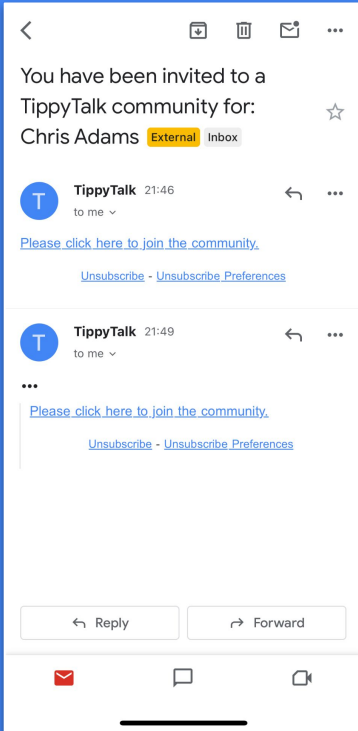 You have been invited to a
TippyTalk community for:
Chris Adams External Inbox
T
TippyTalk 21:46
to me
Please click here to join the community.
Unsubscribe - Unsubscribe Preferences
T
TippyTalk 21:49
to me
Please click here to join the community.
Unsubscribe - Unsubscribe Preferences
Reply Forward